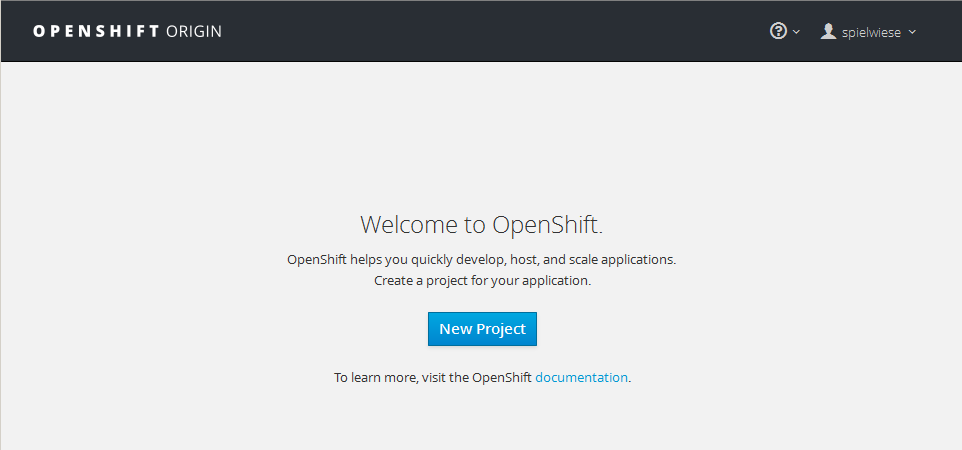 OPENSHIFT ORIGIN
spielwiese
Welcome to OpenShift.
OpenShift helps you quickly develop, host, and scale applications.
Create a project for your application.
New Project
To learn more, visit the OpenShift documentation.